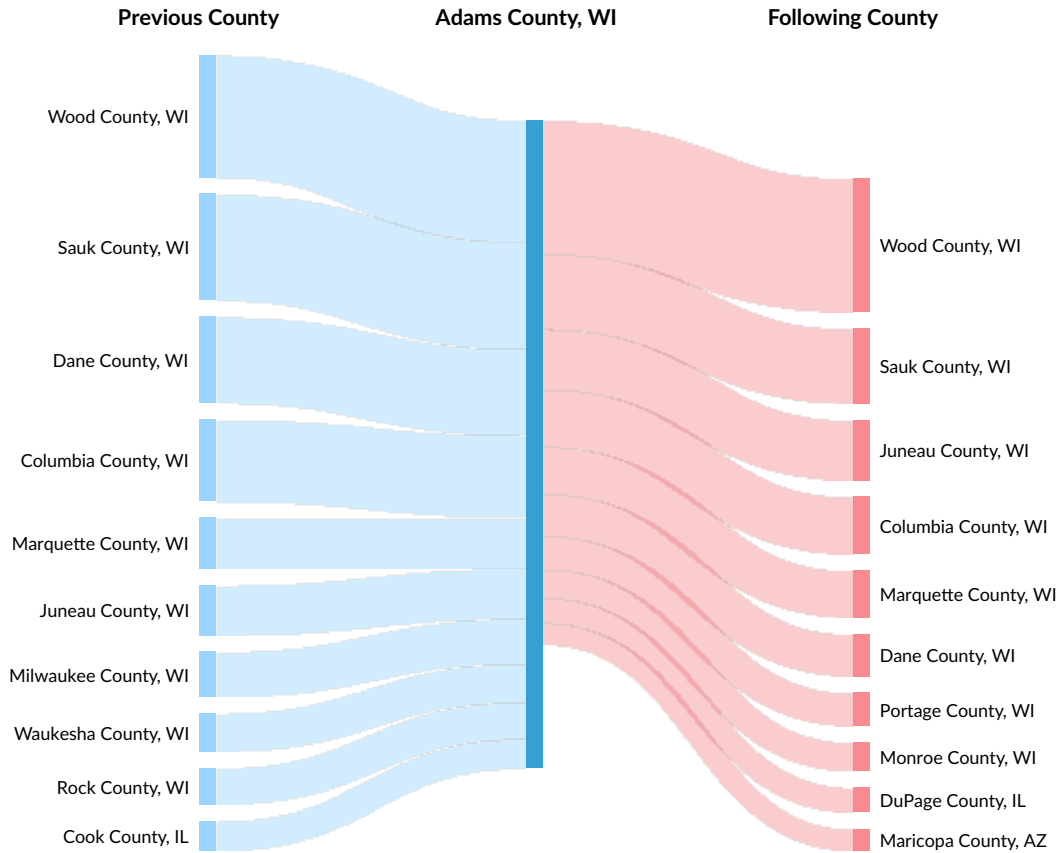 Previous County
Adams County, WI
Following County
Wood County, WI
Sauk County, WI
Dane County, WI
Columbia County, WI
Marquette County, WI
Juneau County, WI
Milwaukee County, WI
Waukesha County, WI
Rock County, WI
Cook County, IL
Wood County, WI
Sauk County, WI
Juneau County, WI
Columbia County, WI
Marquette County, WI
Dane County, WI
Portage County, WI
Monroe County, WI
DuPage County, IL
Maricopa County, AZ